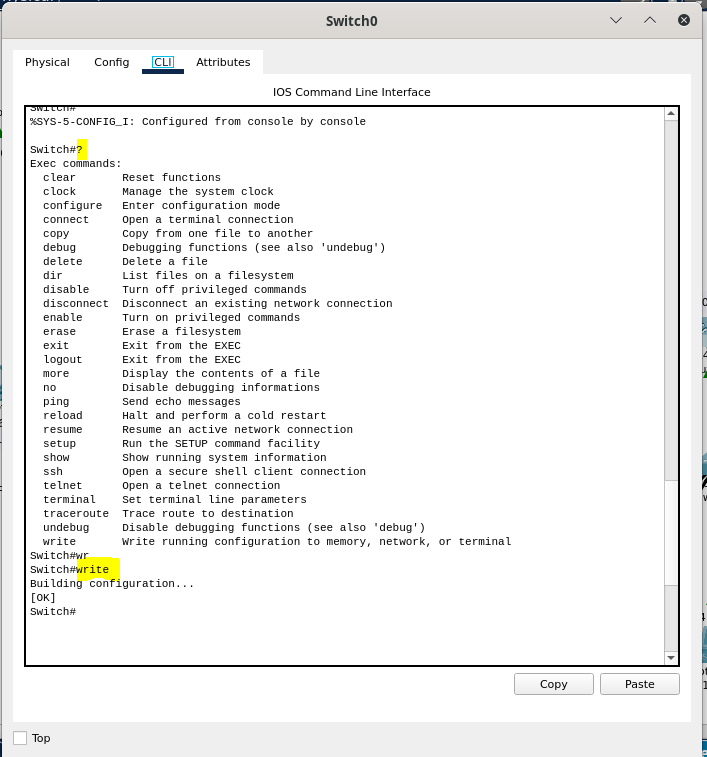 Switch0
Physical Config CLI Attributes
IOS Command Line Interface
Switch#
%SYS-5-CONFIG_I: Configured from console by console
Switch#?
Exec commands:
clear Reset functions
clock Manage the system clock
configure Enter configuration mode
connect Open a terminal connection
copy Copy from one file to another
debug Debugging functions (see also 'undebug')
delete Delete a file
dir List files on a filesystem
disable Turn off privileged commands
disconnect Disconnect an existing network connection
enable Turn on privileged commands
erase Erase a filesystem
exit Exit from the EXEC
logout Exit from the EXEC
more Display the contents of a file
no Disable debugging informations
ping Send echo messages
reload Halt and perform a cold restart
resume Resume an active network connection
setup Run the SETUP command facility
show Show running system information
ssh Open a secure shell client connection
telnet Open a telnet connection
terminal Set terminal line parameters
traceroute Trace route to destination
undebug Disable debugging functions (see also 'debug')
write Write running configuration to memory, network, or terminal
Switch#wr
Switch#write
Building configuration...
[OK]
Switch#
Copy Paste
Top